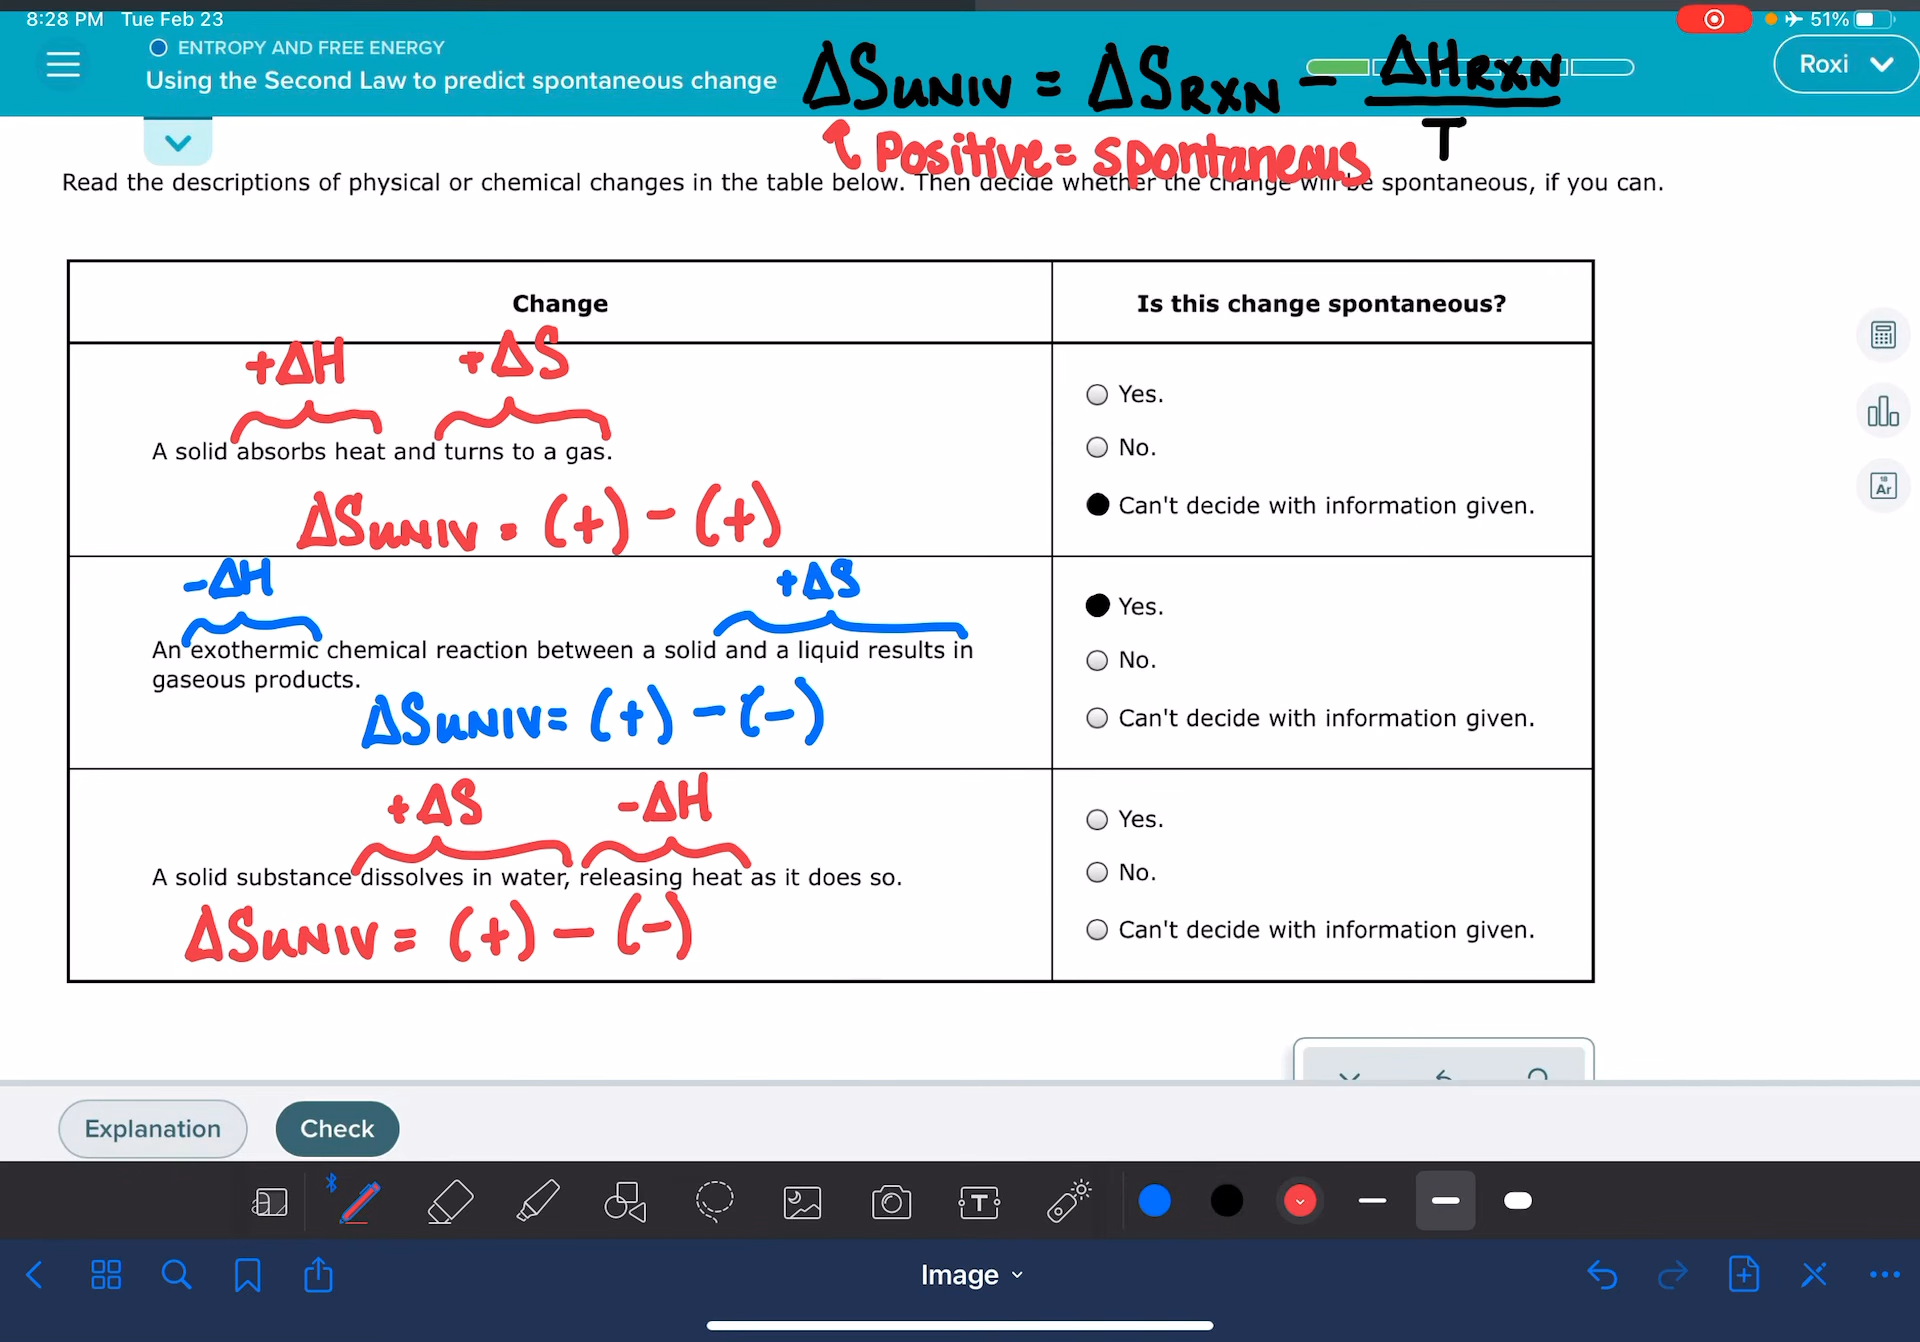 8:28 PM Tue Feb 23
51%
ENTROPY AND FREE ENERGY
Using the Second Law to predict spontaneous change
Roxi
ΔSUNIV = ΔSRXN - ΔHRXN
T
Positive = spontaneous
Read the descriptions of physical or chemical changes in the table below. Then decide whether the change will be spontaneous, if you can.
Change
Is this change spontaneous?
+ΔH +ΔS
A solid absorbs heat and turns to a gas.
ΔSUNIV = (+) - (+)
Yes.
No.
Can't decide with information given.
-ΔH +ΔS
An exothermic chemical reaction between a solid and a liquid results in
gaseous products.
ΔSUNIV = (+) - (-)
Yes.
No.
Can't decide with information given.
+ΔS -ΔH
A solid substance dissolves in water, releasing heat as it does so.
ΔSUNIV = (+) - (-)
Yes.
No.
Can't decide with information given.
18
Ar
Explanation
Check
T
Image